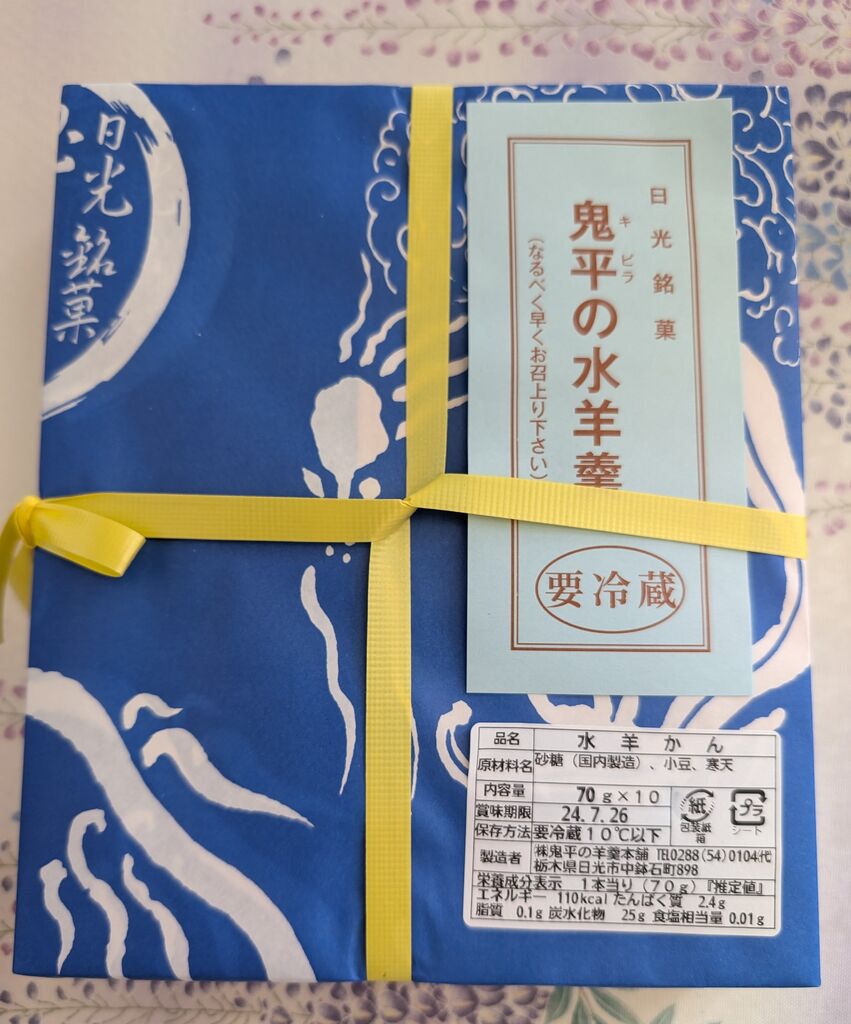 日光銘菓
日光銘菓
鬼平の水羊羹
キビラ
(なるべく早くお召上り下さい)
要冷蔵
品名 水羊かん
原材料名 砂糖(国内製造)、小豆、寒天
内容量 70g×10
賞味期限 24.7.26
保存方法 要冷蔵10℃以下
紙
包装紙
箱
プラ
シート
製造者 ㈱鬼平の羊羹本舗 ℡0288(54)0104㈹
栃木県日光市中鉢石町898
栄養成分表示 1本当り(70g)『推定値』
エネルギー 110kcal たんぱく質 2.4g
脂質 0.1g 炭水化物 25g 食塩相当量 0.01g